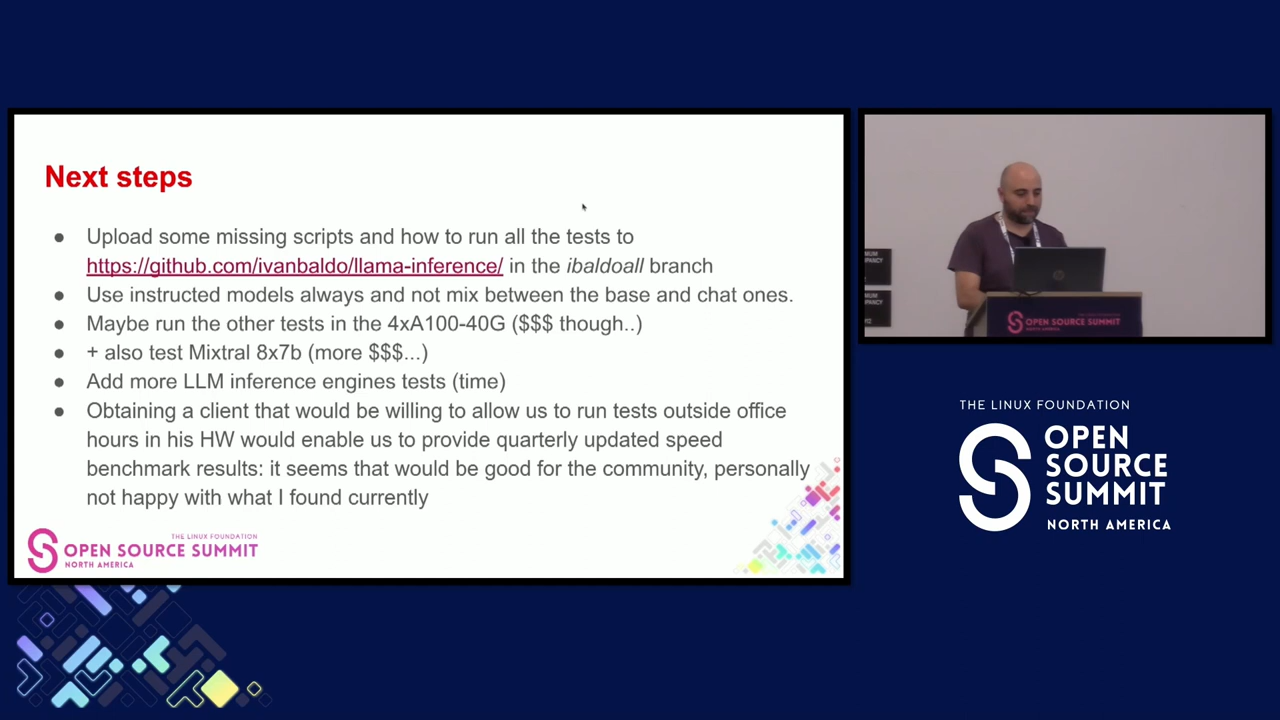 Next steps
● Upload some missing scripts and how to run all the tests to
https://github.com/ivanbaldo/llama-inference/ in the ibaldoall branch
● Use instructed models always and not mix between the base and chat ones.
● Maybe run the other tests in the 4xA100-40G ($$$ though..)
● + also test Mixtral 8x7b (more $$$...)
● Add more LLM inference engines tests (time)
● Obtaining a client that would be willing to allow us to run tests outside office
hours in his HW would enable us to provide quarterly updated speed
benchmark results: it seems that would be good for the community, personally
not happy with what I found currently
THE LINUX FOUNDATION
OPEN SOURCE SUMMIT
NORTH AMERICA
OPEN SOURCE SUMMIT
THE LINUX FOUNDATION
OPEN
SOURCE
SUMMIT
NORTH AMERICA